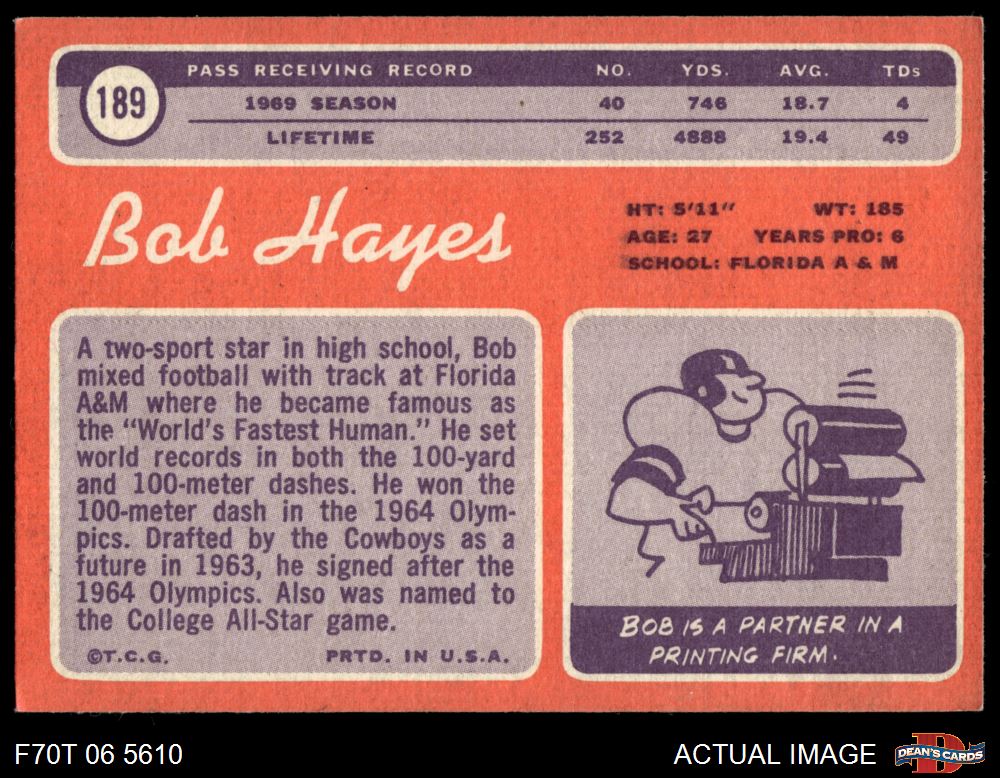 189
PASS RECEIVING RECORD NO. YDS. AVG. TDs
1969 SEASON 40 746 18.7 4
LIFETIME 252 4888 19.4 49
Bob Hayes
HT: 5'11" WT: 185
AGE: 27 YEARS PRO: 6
SCHOOL: FLORIDA A & M
A two-sport star in high school, Bob
mixed football with track at Florida
A&M where he became famous as
the "World's Fastest Human." He set
world records in both the 100-yard
and 100-meter dashes. He won the
100-meter dash in the 1964 Olym-
pics. Drafted by the Cowboys as a
future in 1963, he signed after the
1964 Olympics. Also was named to
the College All-Star game.
©T.C.G. PRTD. IN U.S.A.
BOB IS A PARTNER IN A
PRINTING FIRM.
F70T 06 5610
ACTUAL IMAGE
D
DEAN'S CARDS